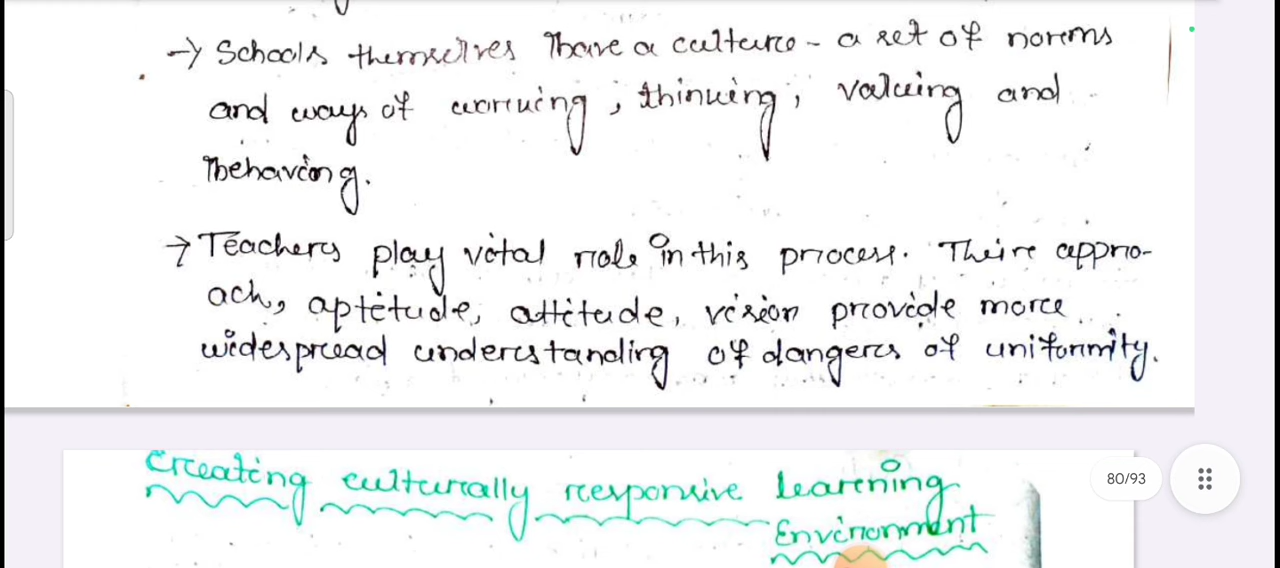 → Schools themselves have a culture - a set of norms
and ways of working, thinking, valuing and
behaving.
→ Teachers play vital role in this process. Their appro-
ach, aptitude, attitude, vision provide more
widespread understanding of dangers of uniformity.
Creating culturally responsive learning
Environment
80/93